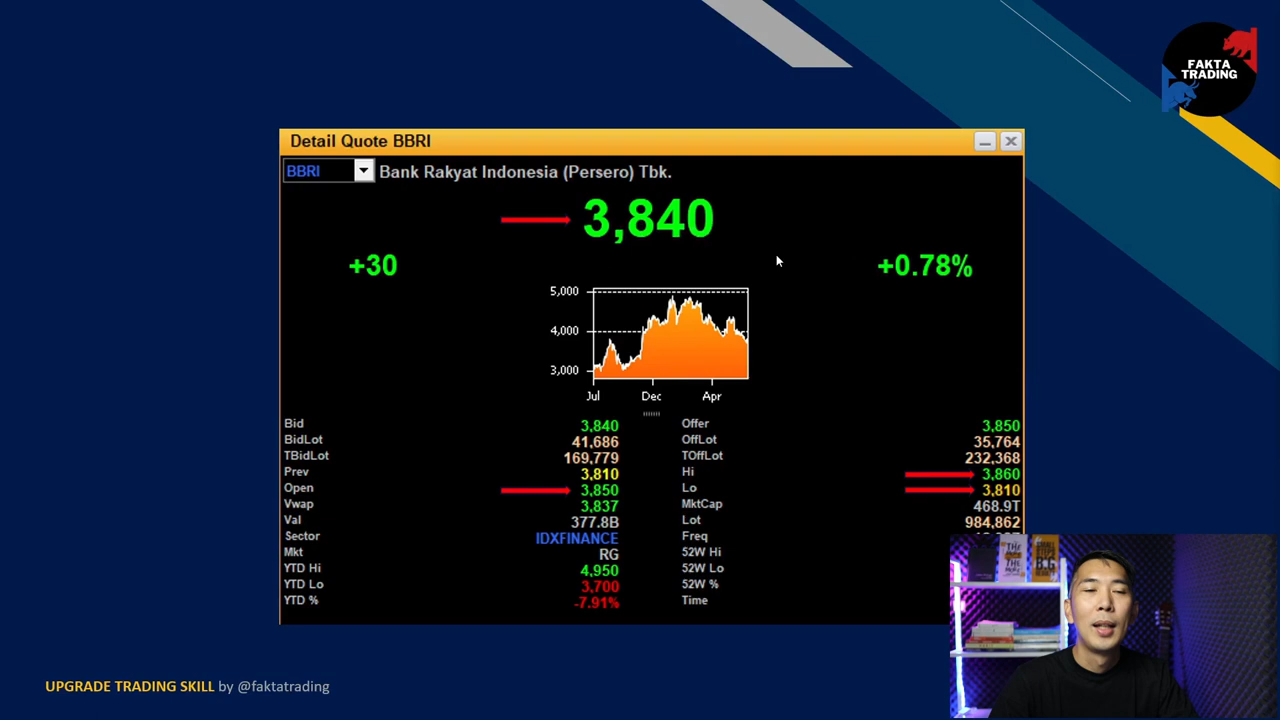 FAKTA
TRADING
Detail Quote BBRI
BBRI
Bank Rakyat Indonesia (Persero) Tbk.
3,840
+30
+0.78%
5,000
4,000
3,000
Jul Dec Apr
Bid 3,840 Offer 3,850
BidLot 41,686 OffLot 35,764
TBidLot 169,779 TOffLot 232,368
Prev 3,810 Hi 3,860
Open 3,850 Lo 3,810
Vwap 3,837 MktCap 468.9T
Val 377.8B Lot 984,862
Sector IDXFINANCE Freq
Mkt RG 52W Hi
YTD Hi 4,950 52W Lo
YTD Lo 3,700 52W %
YTD % -7.91% Time
UPGRADE TRADING SKILL by @faktatrading